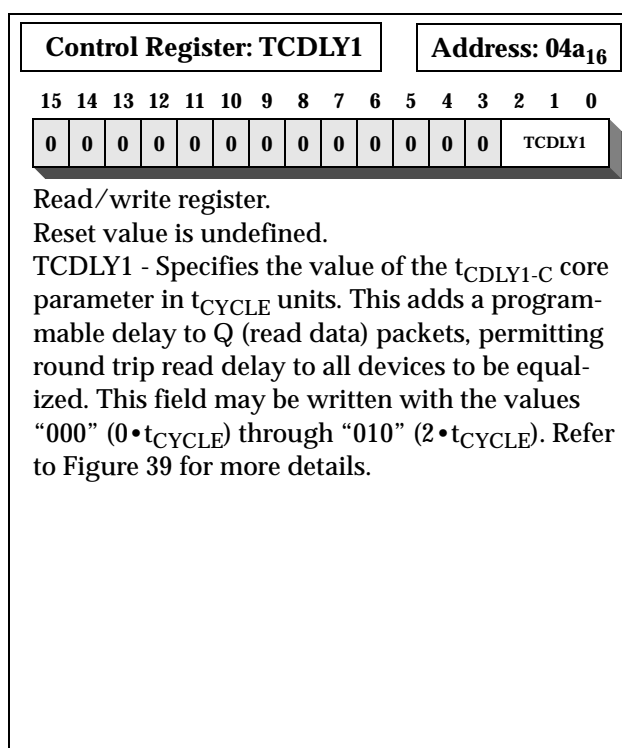 Control Register: TCDLY1 Address: 04a₁₆
15 14 13 12 11 10 9 8 7 6 5 4 3 2 1 0
0 0 0 0 0 0 0 0 0 0 0 0 0 TCDLY1
Read/write register.
Reset value is undefined.
TCDLY1 - Specifies the value of the tCDLY1-C core
parameter in tCYCLE units. This adds a program-
mable delay to Q (read data) packets, permitting
round trip read delay to all devices to be equal-
ized. This field may be written with the values
“000” (0•tCYCLE) through “010” (2•tCYCLE). Refer
to Figure 39 for more details.